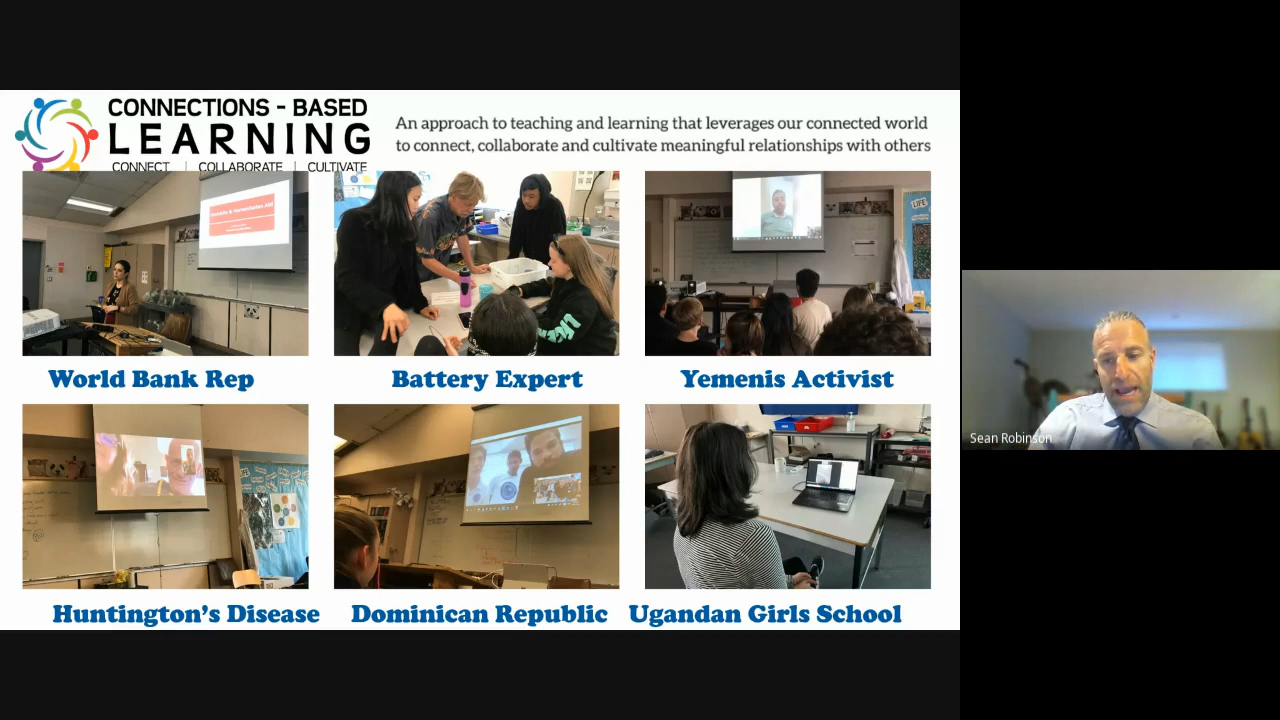 CONNECTIONS - BASED
LEARNING
CONNECT | COLLABORATE | CULTIVATE
An approach to teaching and learning that leverages our connected world
to connect, collaborate and cultivate meaningful relationships with others
LIFE
World Bank Rep
Battery Expert
Yemenis Activist
Huntington's Disease
Dominican Republic
Ugandan Girls School
Sean Robinson